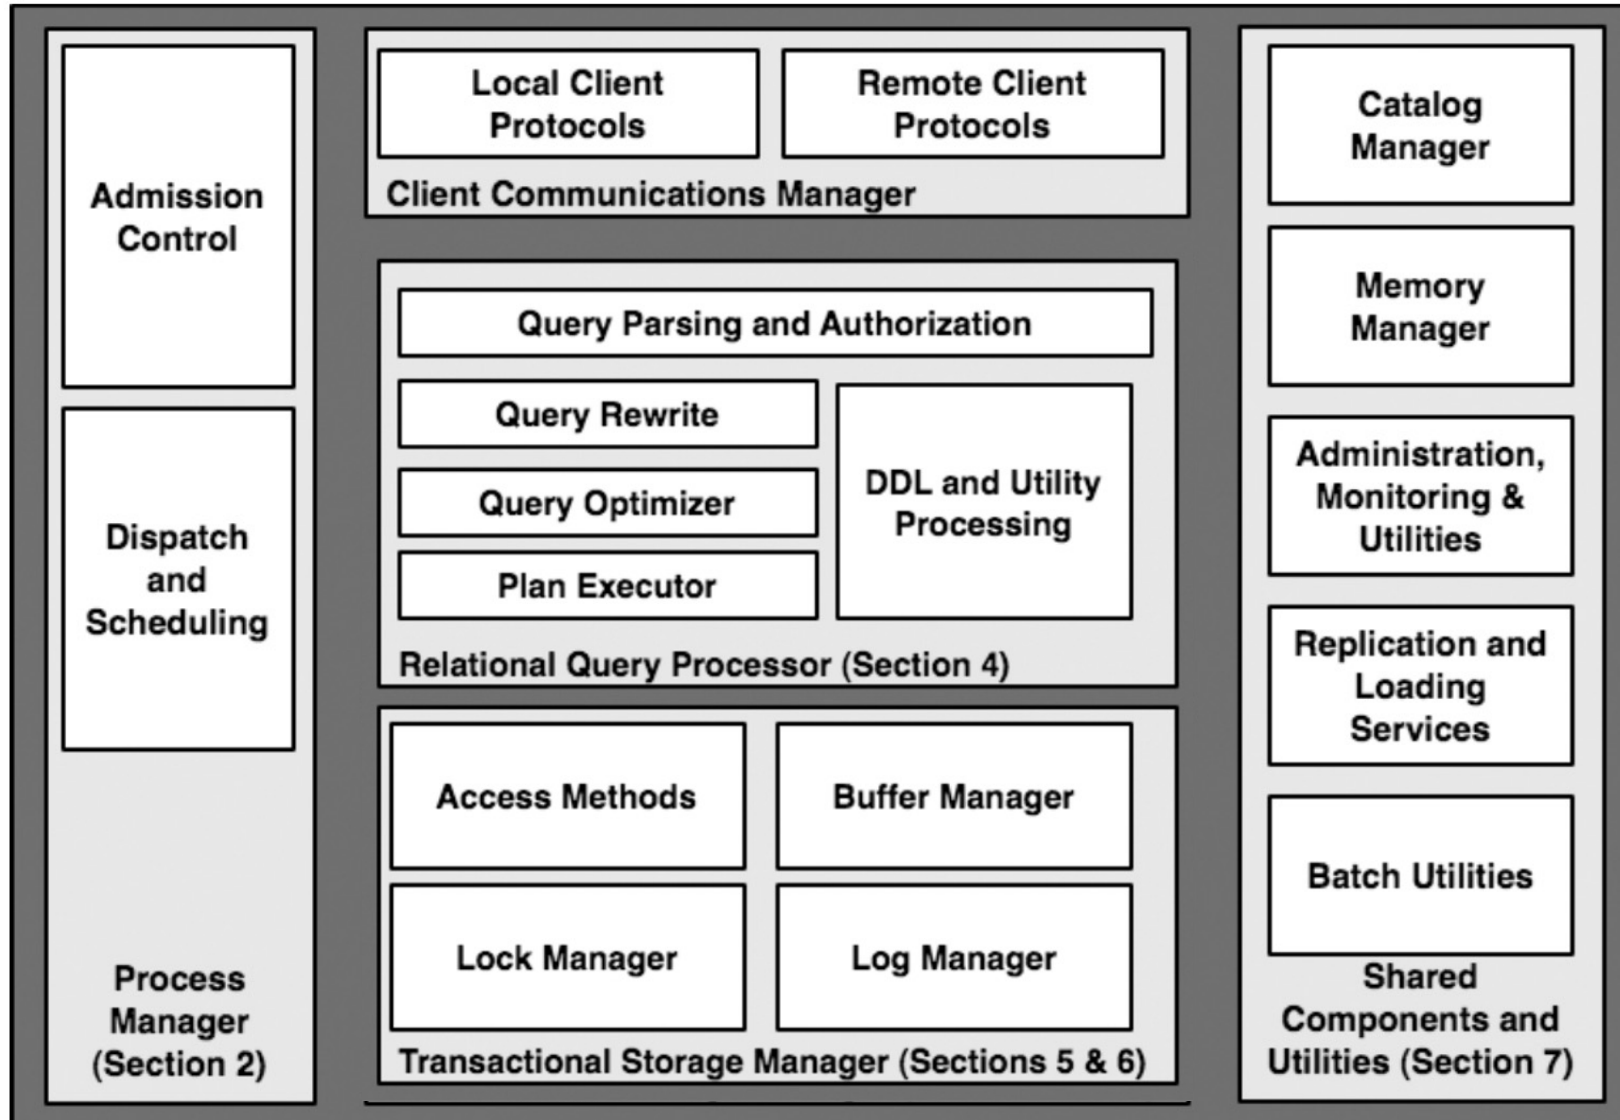 Admission
Control
Dispatch
and
Scheduling
Process
Manager
(Section 2)
Local Client
Protocols
Remote Client
Protocols
Client Communications Manager
Query Parsing and Authorization
Query Rewrite
Query Optimizer
Plan Executor
DDL and Utility
Processing
Relational Query Processor (Section 4)
Access Methods
Buffer Manager
Lock Manager
Log Manager
Transactional Storage Manager (Sections 5 & 6)
Catalog
Manager
Memory
Manager
Administration,
Monitoring &
Utilities
Replication and
Loading
Services
Batch Utilities
Shared
Components and
Utilities (Section 7)